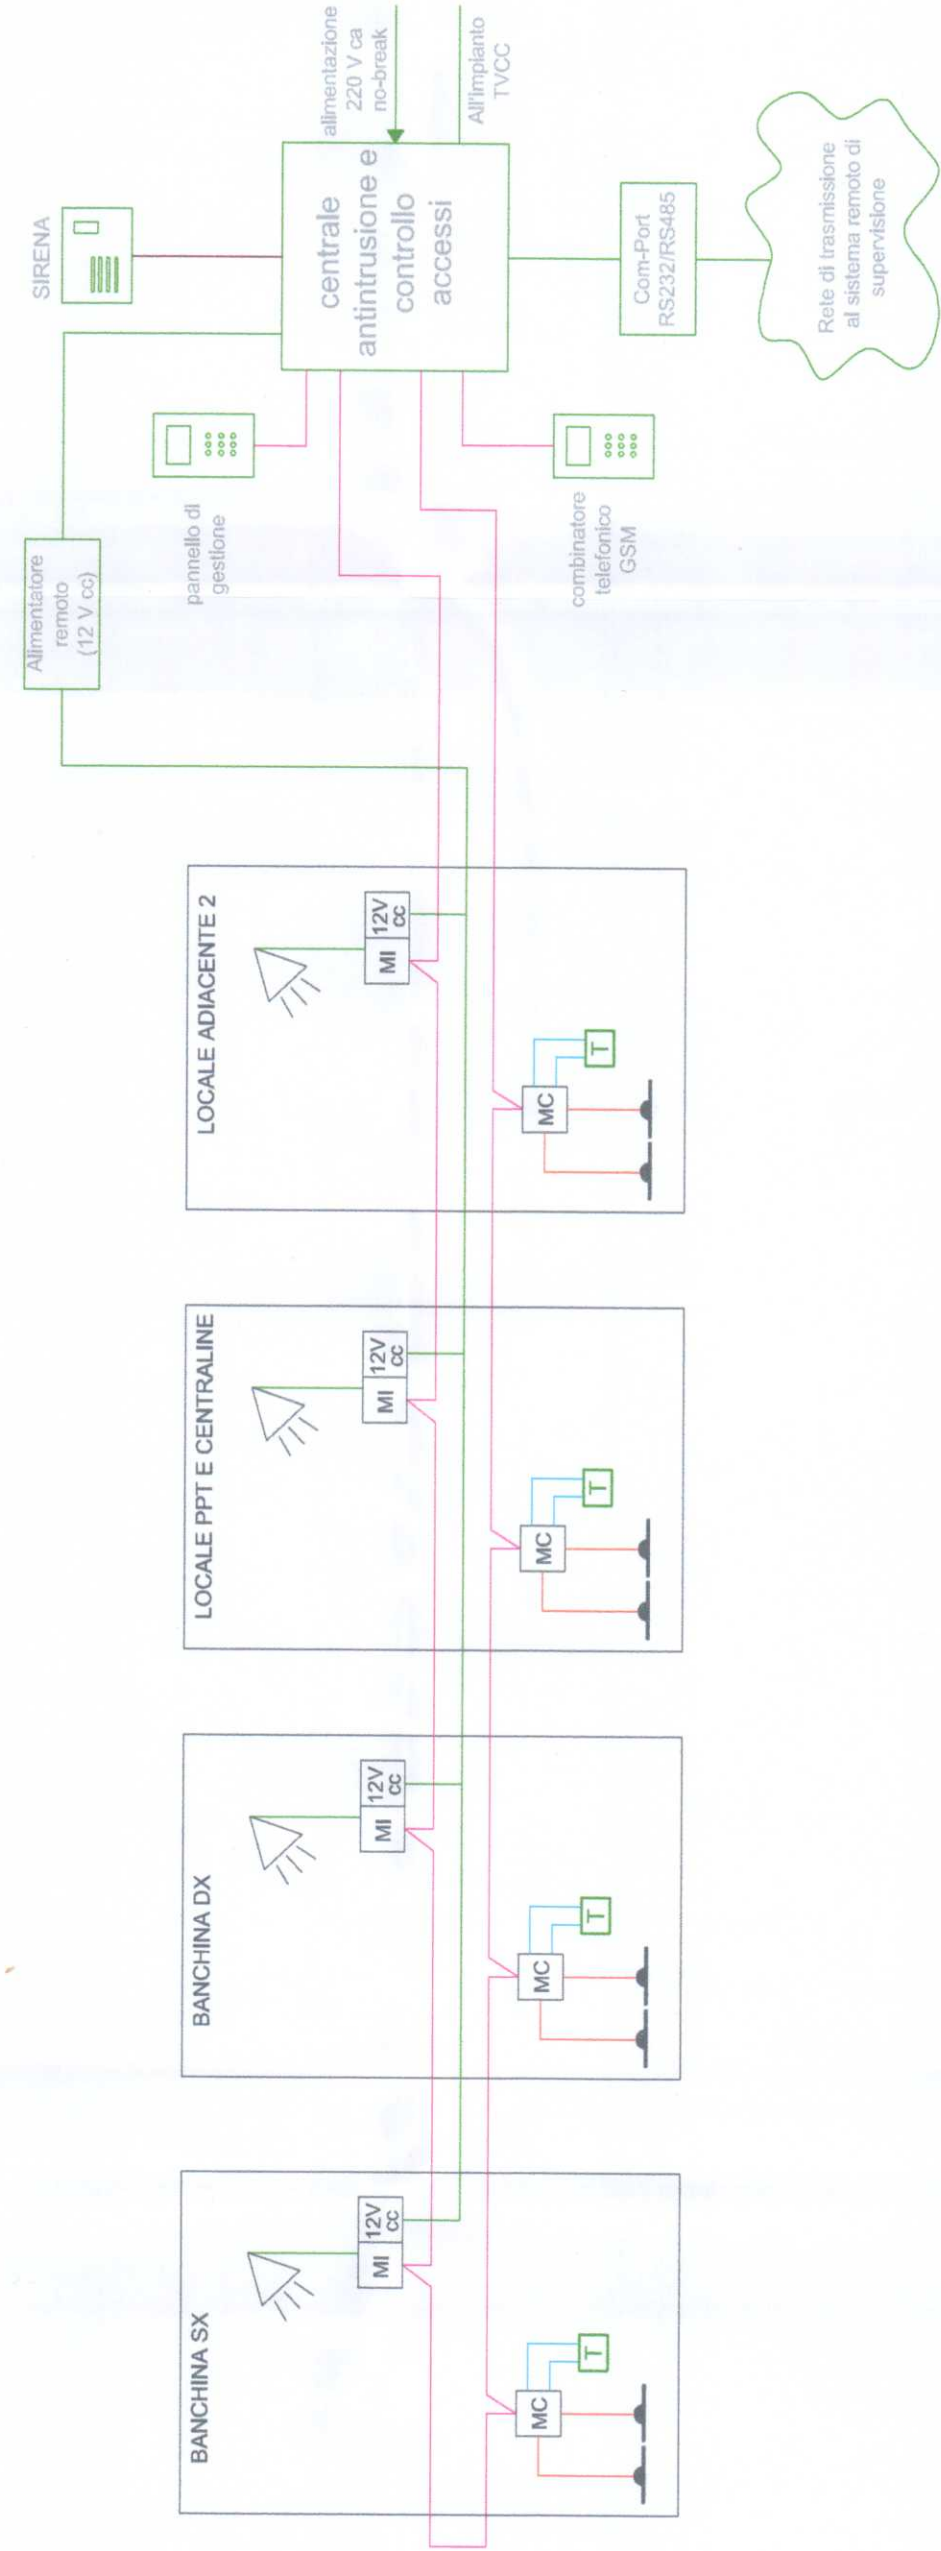 BANCHINA SX
MI
12V
CC
MC
T
BANCHINA DX
MI
12V
CC
MC
T
LOCALE PPT E CENTRALINE
MI
12V
CC
MC
T
LOCALE ADIACENTE 2
MI
12V
CC
MC
T
Alimentatore
remoto
(12 V cc)
SIRENA
pannello di
gestione
combinatore
telefonico
GSM
centrale
antintrusione e
controllo
accessi
alimentazione
220 V ca
no-break
All'impianto
TVCC
Com-Port
RS232/RS485
Rete di trasmissione
al sistema remoto di
supervisione